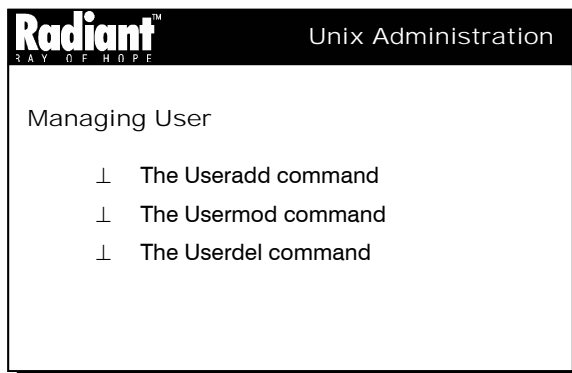 Radiant™
RAY OF HOPE
Unix Administration
Managing User
⊥ The Useradd command
⊥ The Usermod command
⊥ The Userdel command